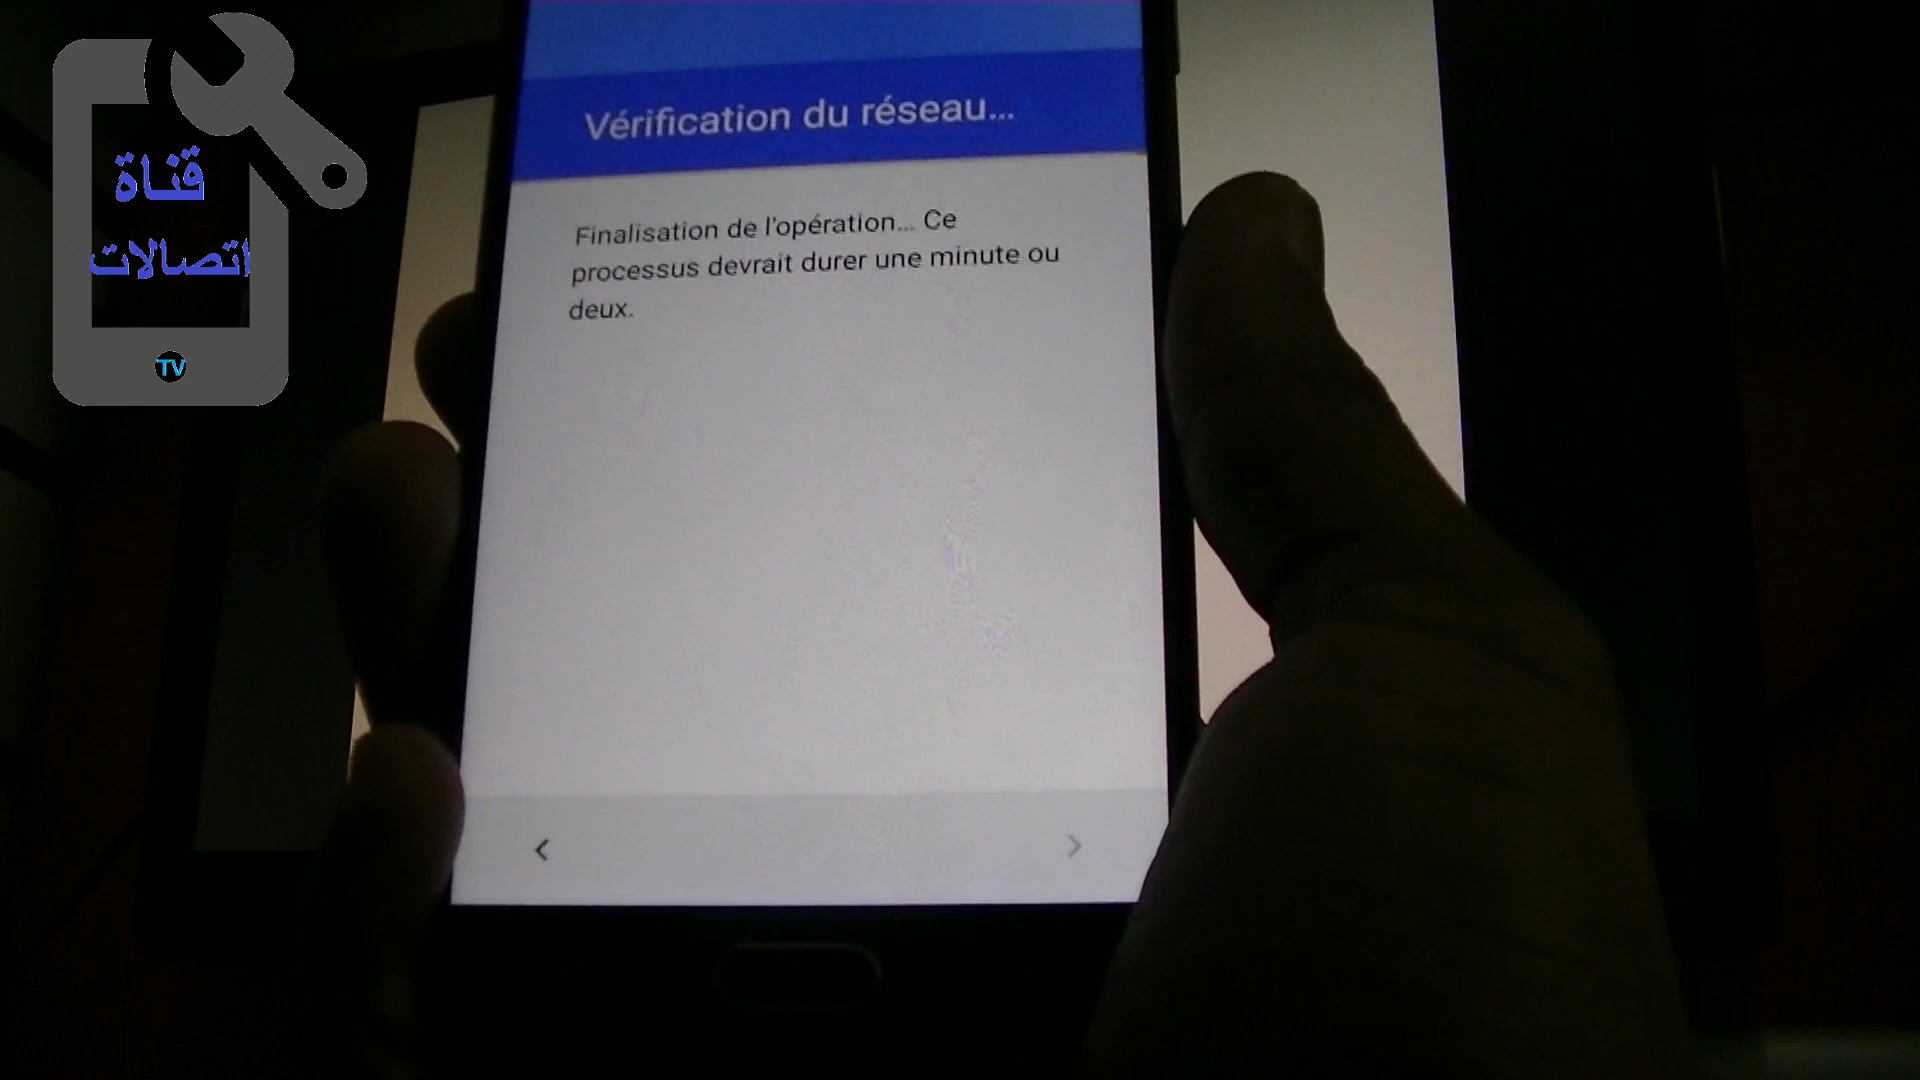 قناة
اتصالات
TV
Vérification du réseau...
Finalisation de l'opération... Ce
processus devrait durer une minute ou
deux.